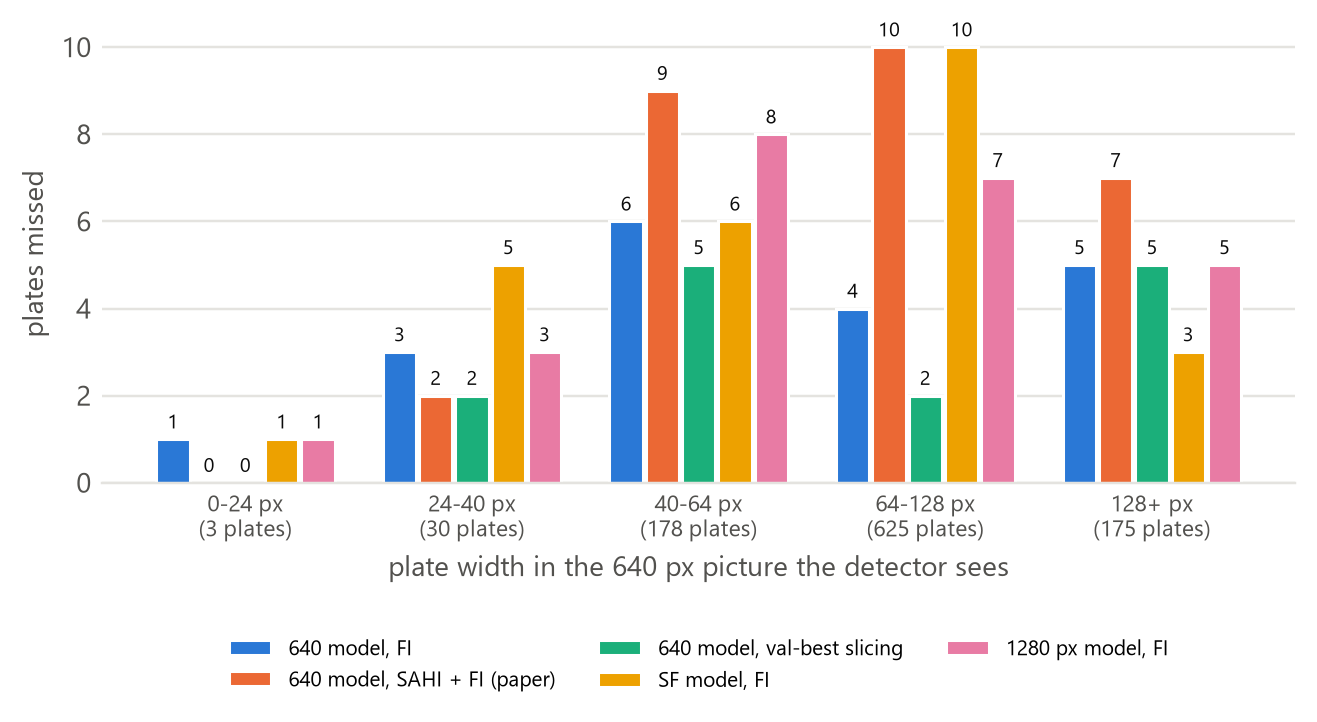 10 10
10
9
8
8
7 7
6 6
6
5 5 5 5
5
4
4
3 3
3
2 2
2
2
1 1 1
0 0
0
plates missed
0-24 px 24-40 px 40-64 px 64-128 px 128+ px
(3 plates) (30 plates) (178 plates) (625 plates) (175 plates)
plate width in the 640 px picture the detector sees
640 model, FI
640 model, SAHI + FI (paper)
640 model, val-best slicing
SF model, FI
1280 px model, FI